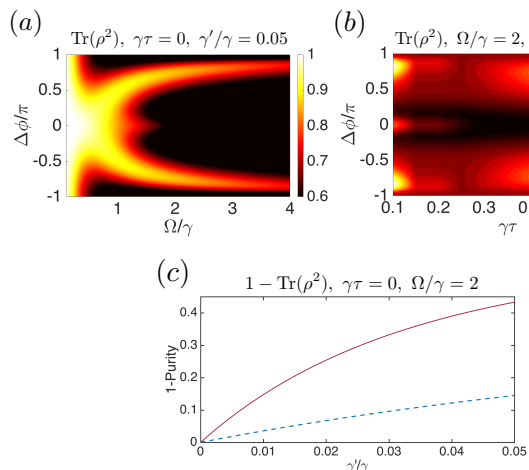 (a)
Tr(ρ²), γτ = 0, γ′/γ = 0.05
Δϕ/π
1
0.5
0
-0.5
-1
1 2 3 4
Ω/γ
1
0.9
0.8
0.7
0.6
(b)
Tr(ρ²), Ω/γ = 2,
Δϕ/π
1
0.5
0
-0.5
-1
0.1 0.2 0.3 0
γτ
(c)
1 − Tr(ρ²), γτ = 0, Ω/γ = 2
1-Purity
0.6
0.4
0.2
0
0 0.01 0.02 0.03 0.04 0.05
γ′/γ